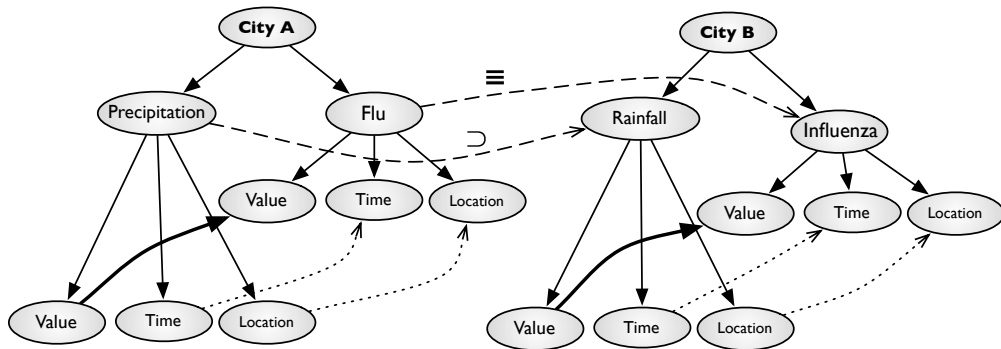 City A
City B
≡
Precipitation
Flu
Rainfall
Influenza
⊃
Value
Time
Location
Value
Time
Location
Value
Time
Location
Value
Time
Location